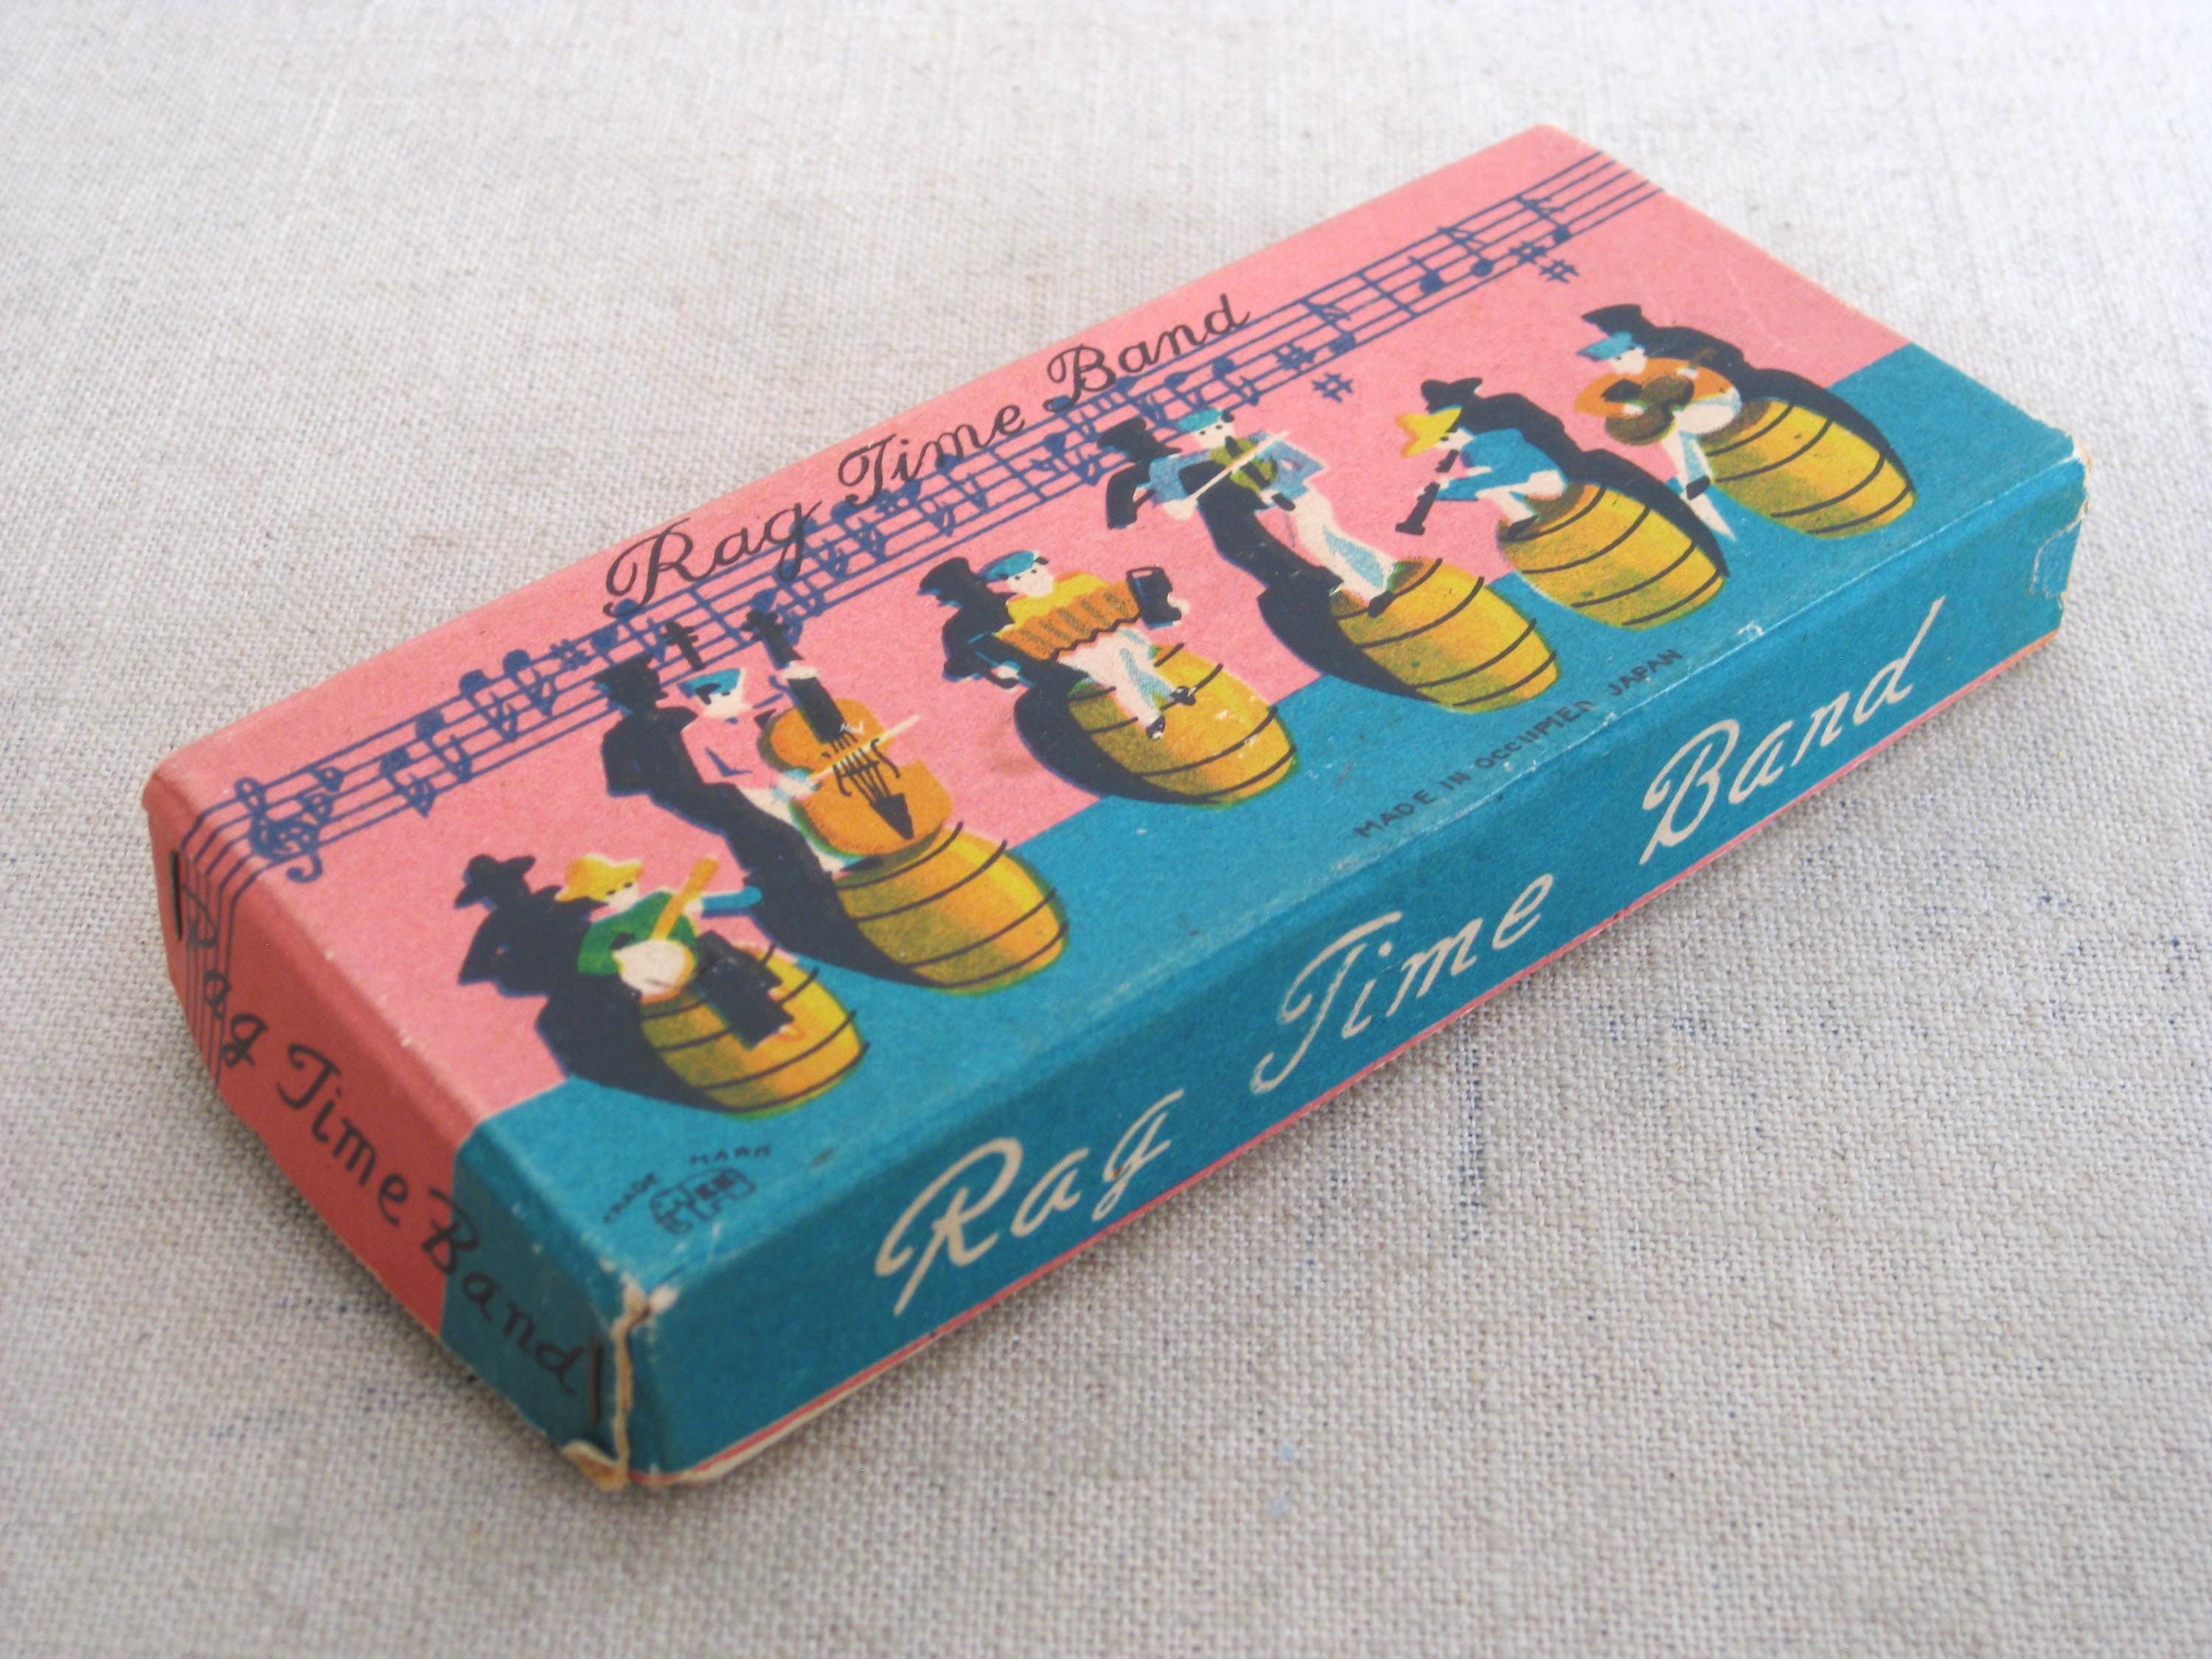 Rag Time Band
MADE IN OCCUPIED JAPAN
TRADE MARK
Rag Time Band
Rag Time Band